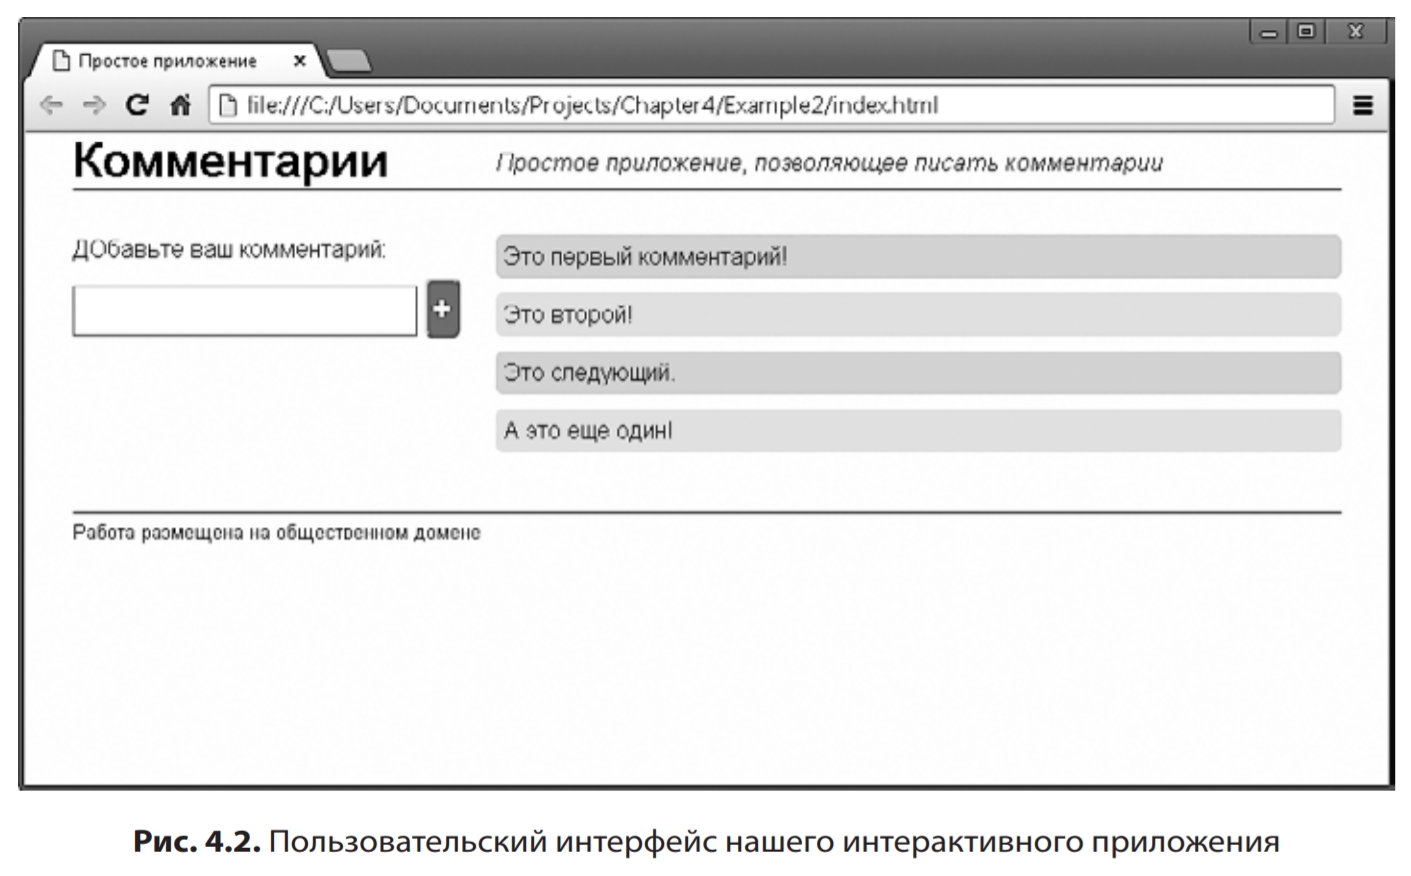 Простое приложение
file:///C:/Users/Documents/Projects/Chapter4/Example2/index.html
Комментарии
Простое приложение, позволяющее писать комментарии
ДОбавьте ваш комментарий:
+
Это первый комментарий!
Это второй!
Это следующий.
А это еще один!
Работа размещена на общественном домене
Рис. 4.2. Пользовательский интерфейс нашего интерактивного приложения